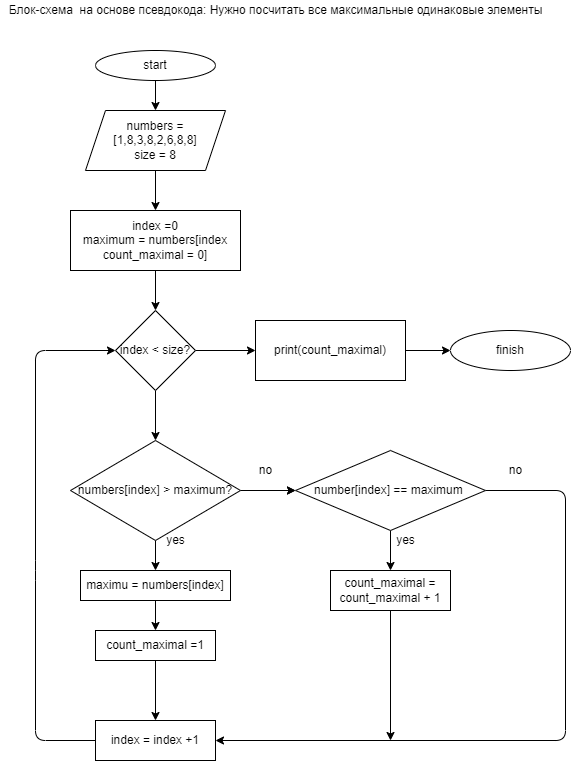 Блок-схема на основе псевдокода: Нужно посчитать все максимальные одинаковые элементы
start
numbers =
[1,8,3,8,2,6,8,8]
size = 8
index =0
maximum = numbers[index
count_maximal = 0]
index < size?
print(count_maximal)
finish
numbers[index] > maximum?
no
number[index] == maximum
no
yes
yes
maximu = numbers[index]
count_maximal =
count_maximal + 1
count_maximal =1
index = index +1